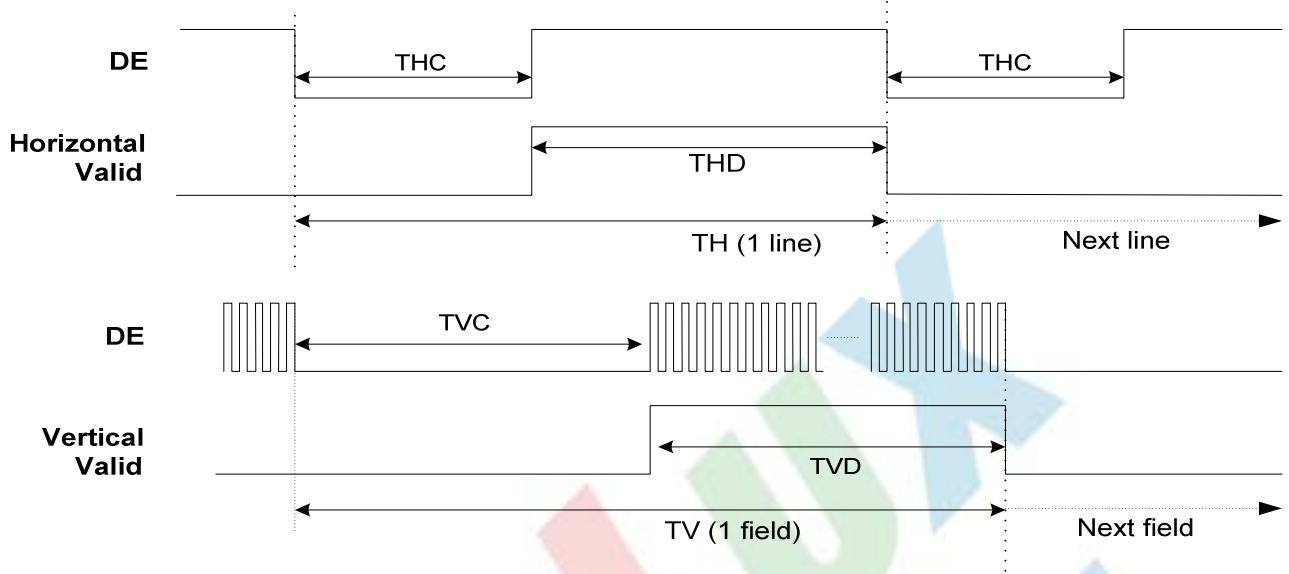 DE
THC
THC
Horizontal
Valid
THD
TH (1 line)
Next line
DE
TVC
Vertical
Valid
TVD
TV (1 field)
Next field
UX